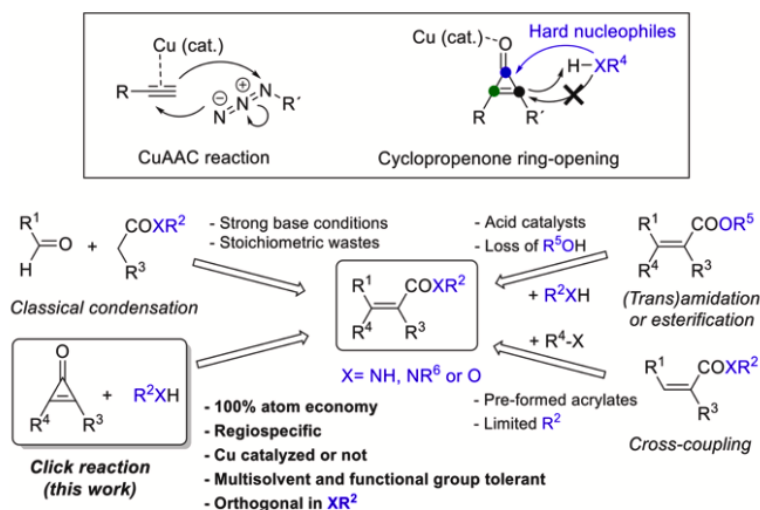 Cu (cat.)
Cu (cat.)
O
Hard nucleophiles
H
XR⁴
R
N
N
N
R´
R
R´
CuAAC reaction
Cyclopropenone ring-opening
R¹
O
H
+
COXR²
R³
Classical condensation
- Strong base conditions
- Stoichiometric wastes
- Acid catalysts
- Loss of R⁵OH
R¹
COOR⁵
R⁴
R³
(Trans)amidation
or esterification
R¹
COXR²
R⁴
R³
X= NH, NR⁶ or O
+ R²XH
+ R⁴-X
O
R⁴
R³
+
R²XH
Click reaction
(this work)
- 100% atom economy
- Regiospecific
- Cu catalyzed or not
- Multisolvent and functional group tolerant
- Orthogonal in XR²
- Pre-formed acrylates
- Limited R²
R¹
COXR²
R³
Cross-coupling